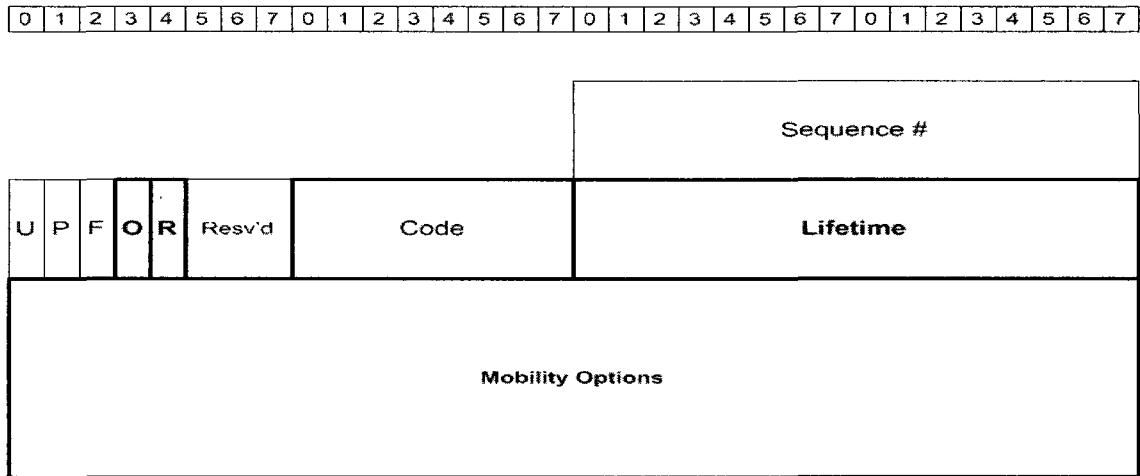 0 1 2 3 4 5 6 7 0 1 2 3 4 5 6 7 0 1 2 3 4 5 6 7 0 1 2 3 4 5 6 7
Sequence #
U P F O R Resv'd Code Lifetime
Mobility Options